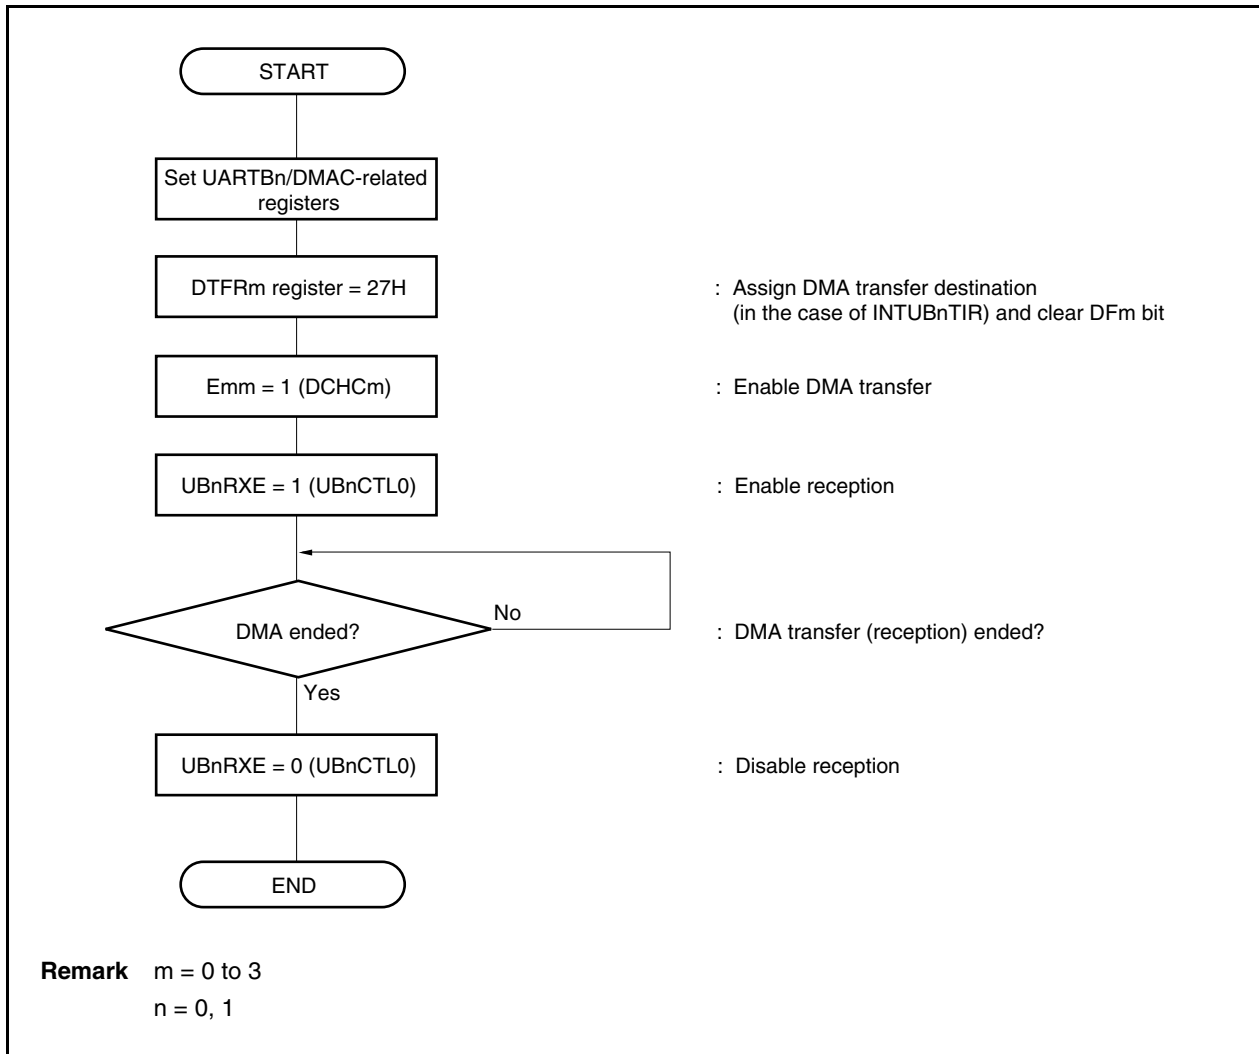 START
Set UARTBn/DMAC-related
registers
DTFRm register = 27H
: Assign DMA transfer destination
(in the case of INTUBnTIR) and clear DFm bit
Emm = 1 (DCHCm)
: Enable DMA transfer
UBnRXE = 1 (UBnCTL0)
: Enable reception
No
DMA ended?
: DMA transfer (reception) ended?
Yes
UBnRXE = 0 (UBnCTL0)
: Disable reception
END
Remark m = 0 to 3
n = 0, 1